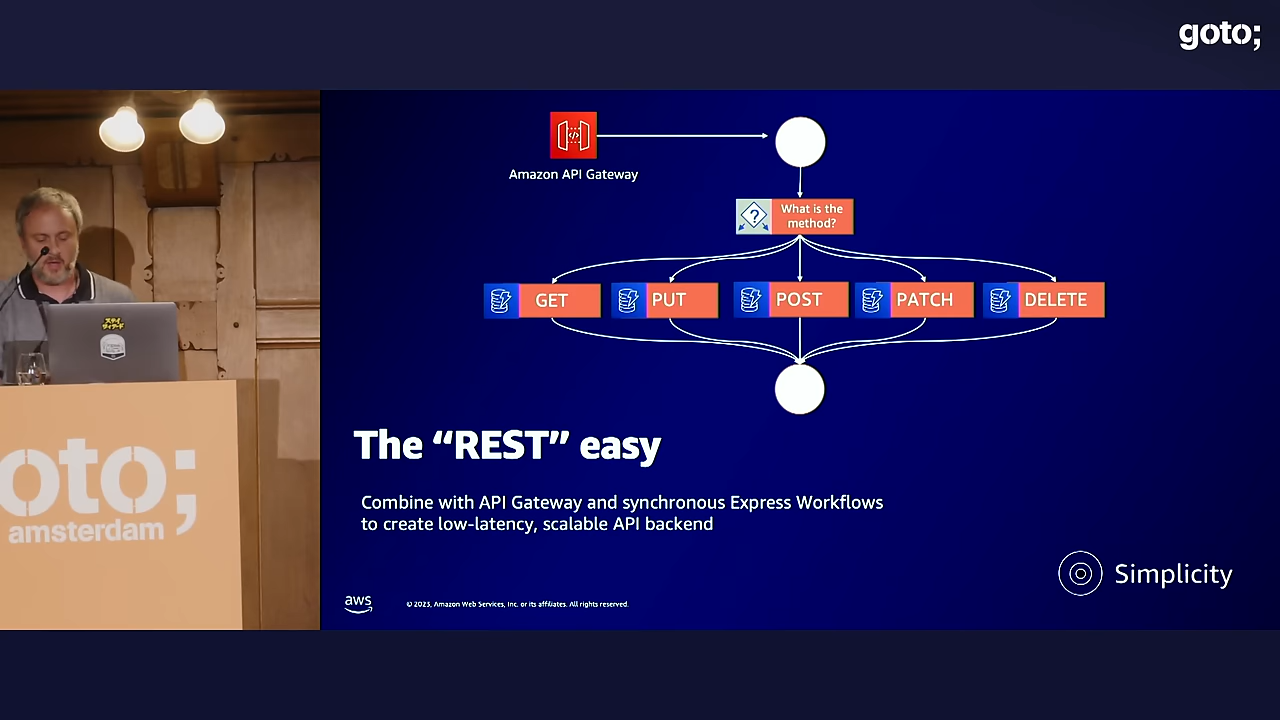 goto;
Amazon API Gateway
What is the
method?
GET
PUT
POST
PATCH
DELETE
The “REST” easy
Combine with API Gateway and synchronous Express Workflows
to create low-latency, scalable API backend
Simplicity
aws
© 2023, Amazon Web Services, Inc. or its affiliates. All rights reserved.
oto;
amsterdam